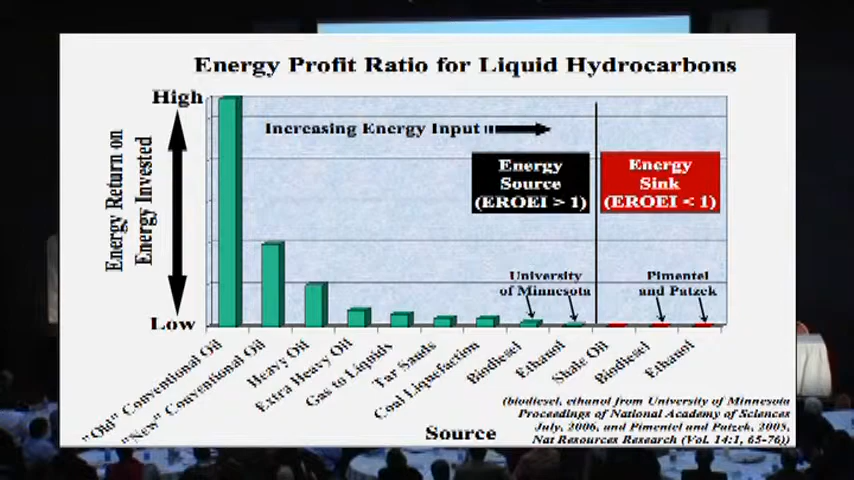 Energy Profit Ratio for Liquid Hydrocarbons
High
Increasing Energy Input
Energy Return on
Energy Invested
Energy
Source
(EROEI > 1)
Energy
Sink
(EROEI < 1)
University
of Minnesota
Pimentel
and Patzek
Low
"Old" Conventional Oil
"New" Conventional Oil
Heavy Oil
Extra Heavy Oil
Gas to Liquids
Tar Sands
Coal Liquefaction
Biodiesel
Ethanol
Shale Oil
Biodiesel
Ethanol
Source
(biodiesel, ethanol from University of Minnesota
Proceedings of National Academy of Sciences
July, 2006, and Pimentel and Patzek, 2005,
Nat Resources Research (Vol. 14:1, 65-76))